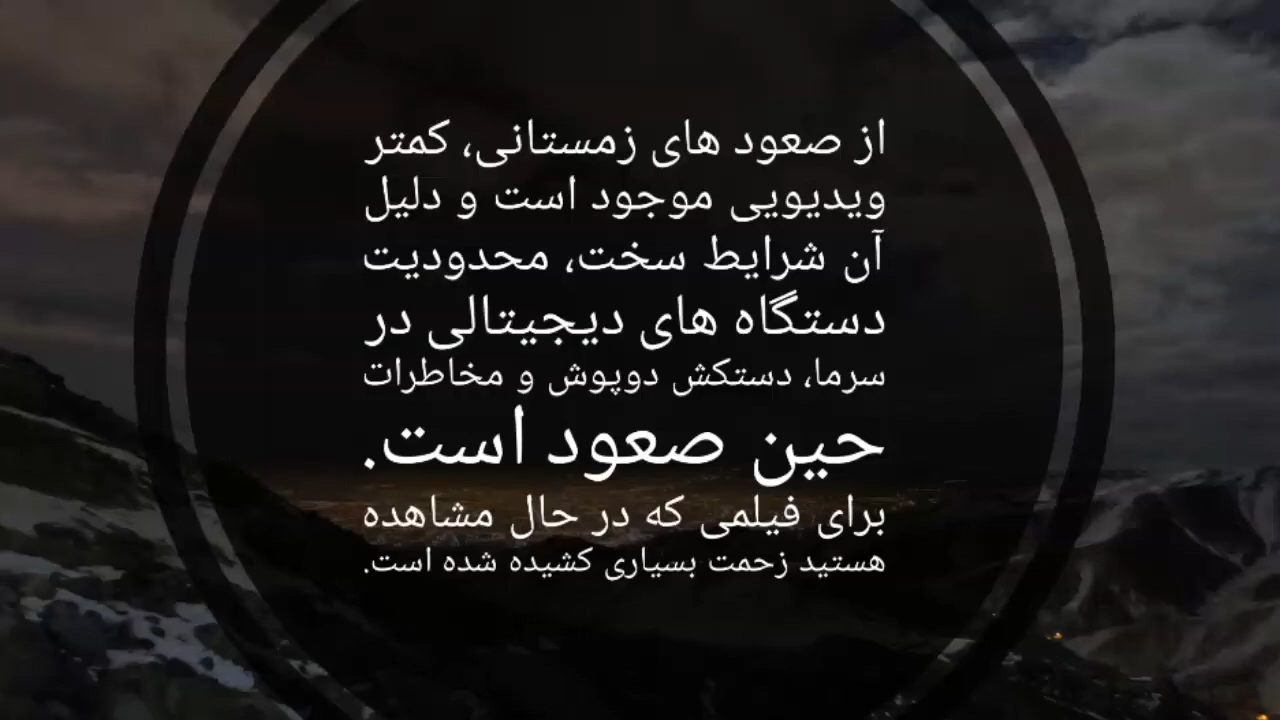 از صعود های زمستانی، کمتر
ویدیویی موجود است و دلیل
آن شرایط سخت، محدودیت
دستگاه های دیجیتالی در
سرما، دستکش دوپوش و مخاطرات
حین صعود است.
برای فیلمی که در حال مشاهده
هستید زحمت بسیاری کشیده شده است.